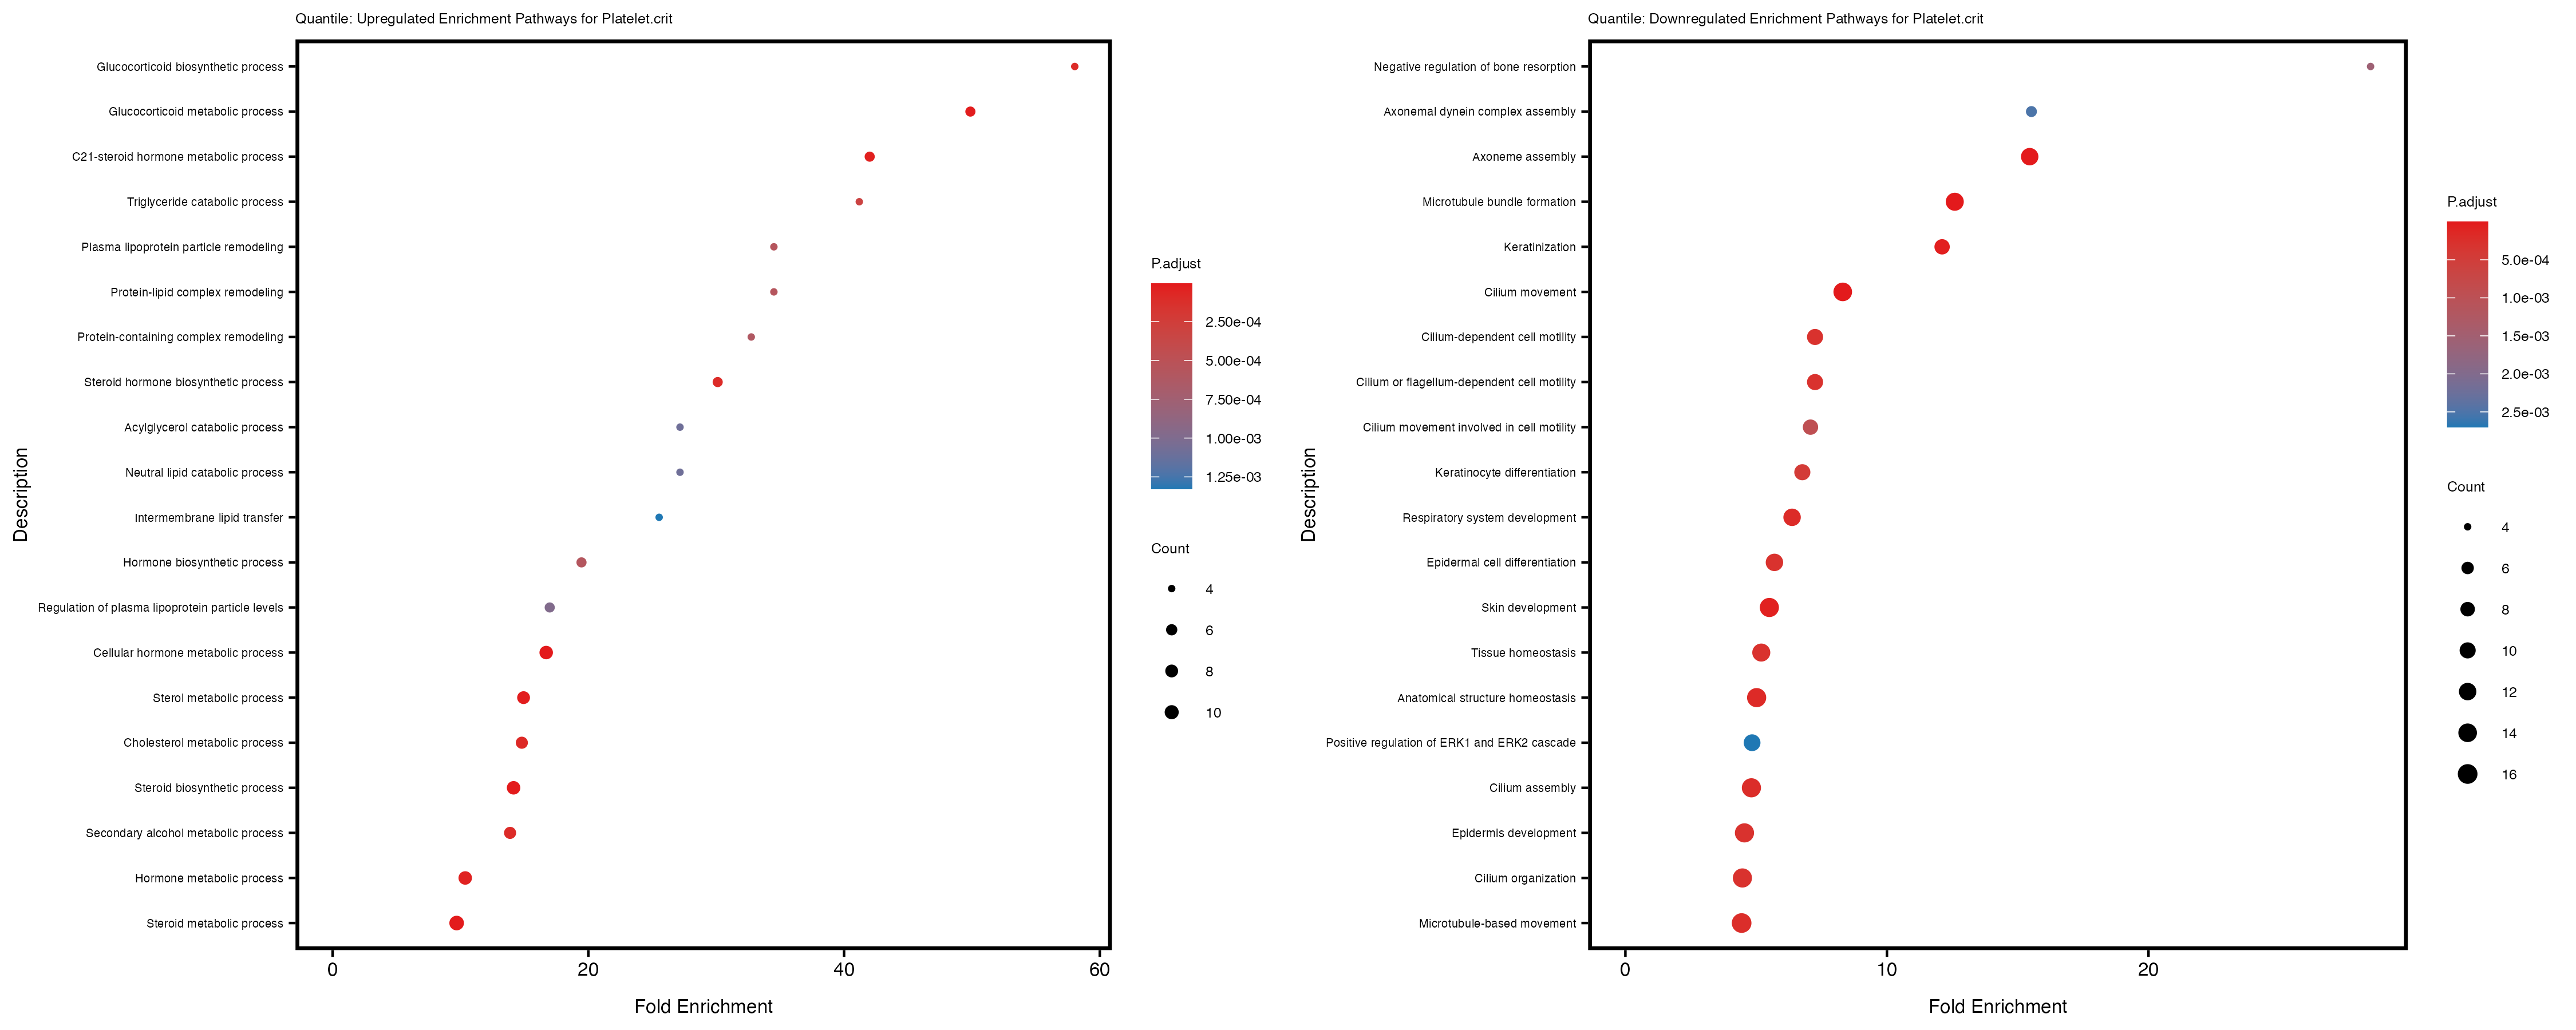 Quantile: Upregulated Enrichment Pathways for Platelet.crit
Description
Glucocorticoid biosynthetic process
Glucocorticoid metabolic process
C21-steroid hormone metabolic process
Triglyceride catabolic process
Plasma lipoprotein particle remodeling
Protein-lipid complex remodeling
Protein-containing complex remodeling
Steroid hormone biosynthetic process
Acylglycerol catabolic process
Neutral lipid catabolic process
Intermembrane lipid transfer
Hormone biosynthetic process
Regulation of plasma lipoprotein particle levels
Cellular hormone metabolic process
Sterol metabolic process
Cholesterol metabolic process
Steroid biosynthetic process
Secondary alcohol metabolic process
Hormone metabolic process
Steroid metabolic process
0 20 40 60
Fold Enrichment
P.adjust
2.50e-04
5.00e-04
7.50e-04
1.00e-03
1.25e-03
Count
4
6
8
10
Quantile: Downregulated Enrichment Pathways for Platelet.crit
Description
Negative regulation of bone resorption
Axonemal dynein complex assembly
Axoneme assembly
Microtubule bundle formation
Keratinization
Cilium movement
Cilium-dependent cell motility
Cilium or flagellum-dependent cell motility
Cilium movement involved in cell motility
Keratinocyte differentiation
Respiratory system development
Epidermal cell differentiation
Skin development
Tissue homeostasis
Anatomical structure homeostasis
Positive regulation of ERK1 and ERK2 cascade
Cilium assembly
Epidermis development
Cilium organization
Microtubule-based movement
0 10 20
Fold Enrichment
P.adjust
5.0e-04
1.0e-03
1.5e-03
2.0e-03
2.5e-03
Count
4
6
8
10
12
14
16